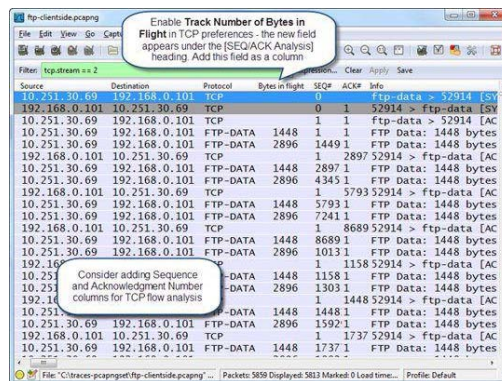 ftp-clientside.pcapng
Enable Track Number of Bytes in
Flight in TCP preferences - the new field
appears under the [SEQ/ACK Analysis]
heading. Add this field as a column
File Edit View Go
Filter: tcp.stream == 2 Clear Apply Save
Source Destination Protocol Bytes in flight SEQ# ACK# Info
10.251.30.69 192.168.0.101 TCP 0 ftp-data > 52914 [SY
192.168.0.101 10.251.30.69 TCP 0 1 52914 > ftp-data [SY
10.251.30.69 192.168.0.101 TCP 1 1 ftp-data > 52914 [AC
10.251.30.69 192.168.0.101 FTP-DATA 1448 1 1 FTP Data: 1448 bytes
10.251.30.69 192.168.0.101 FTP-DATA 2896 1449 1 FTP Data: 1448 bytes
192.168.0.101 10.251.30.69 TCP 1 2897 52914 > ftp-data [AC
10.251.30.69 192.168.0.101 FTP-DATA 1448 2897 1 FTP Data: 1448 bytes
10.251.30.69 192.168.0.101 FTP-DATA 2896 4345 1 FTP Data: 1448 bytes
192.168.0.101 10.251.30.69 TCP 1 5793 52914 > ftp-data [AC
10.251.30.69 192.168.0.101 FTP-DATA 1448 5793 1 FTP Data: 1448 bytes
10.251.30.69 192.168.0.101 FTP-DATA 2896 7241 1 FTP Data: 1448 bytes
192.168.0.101 10.251.30.69 TCP 1 8689 52914 > ftp-data [AC
10.251.30.69 192.168.0.101 FTP-DATA 1448 8689 1 FTP Data: 1448 bytes
10.251.30.69 192.168.0.101 FTP-DATA 2896 1013 1 FTP Data: 1448 bytes
192.16 TCP 1 1158 52914 > ftp-data [AC
Consider adding Sequence
and Acknowledgment Number
columns for TCP flow analysis
FTP-DATA 1448 1158 1 FTP Data: 1448 bytes
FTP-DATA 2896 1303 1 FTP Data: 1448 bytes
TCP 1 1448 52914 > ftp-data [AC
10.251.30.69 192.168.0.101 FTP-DATA 1448 1448 1 FTP Data: 1448 bytes
10.251.30.69 192.168.0.101 FTP-DATA 2896 1592 1 FTP Data: 1448 bytes
192.168.0.101 10.251.30.69 TCP 1 1737 52914 > ftp-data [AC
10.251.30.69 192.168.0.101 FTP-DATA 1448 1737 1 FTP Data: 1448 bytes
File: "C:\traces-pcapngset\ftp-clientside.pcapng" ... Packets: 5859 Displayed: 5813 Marked: 0 Load time:... Profile: Default